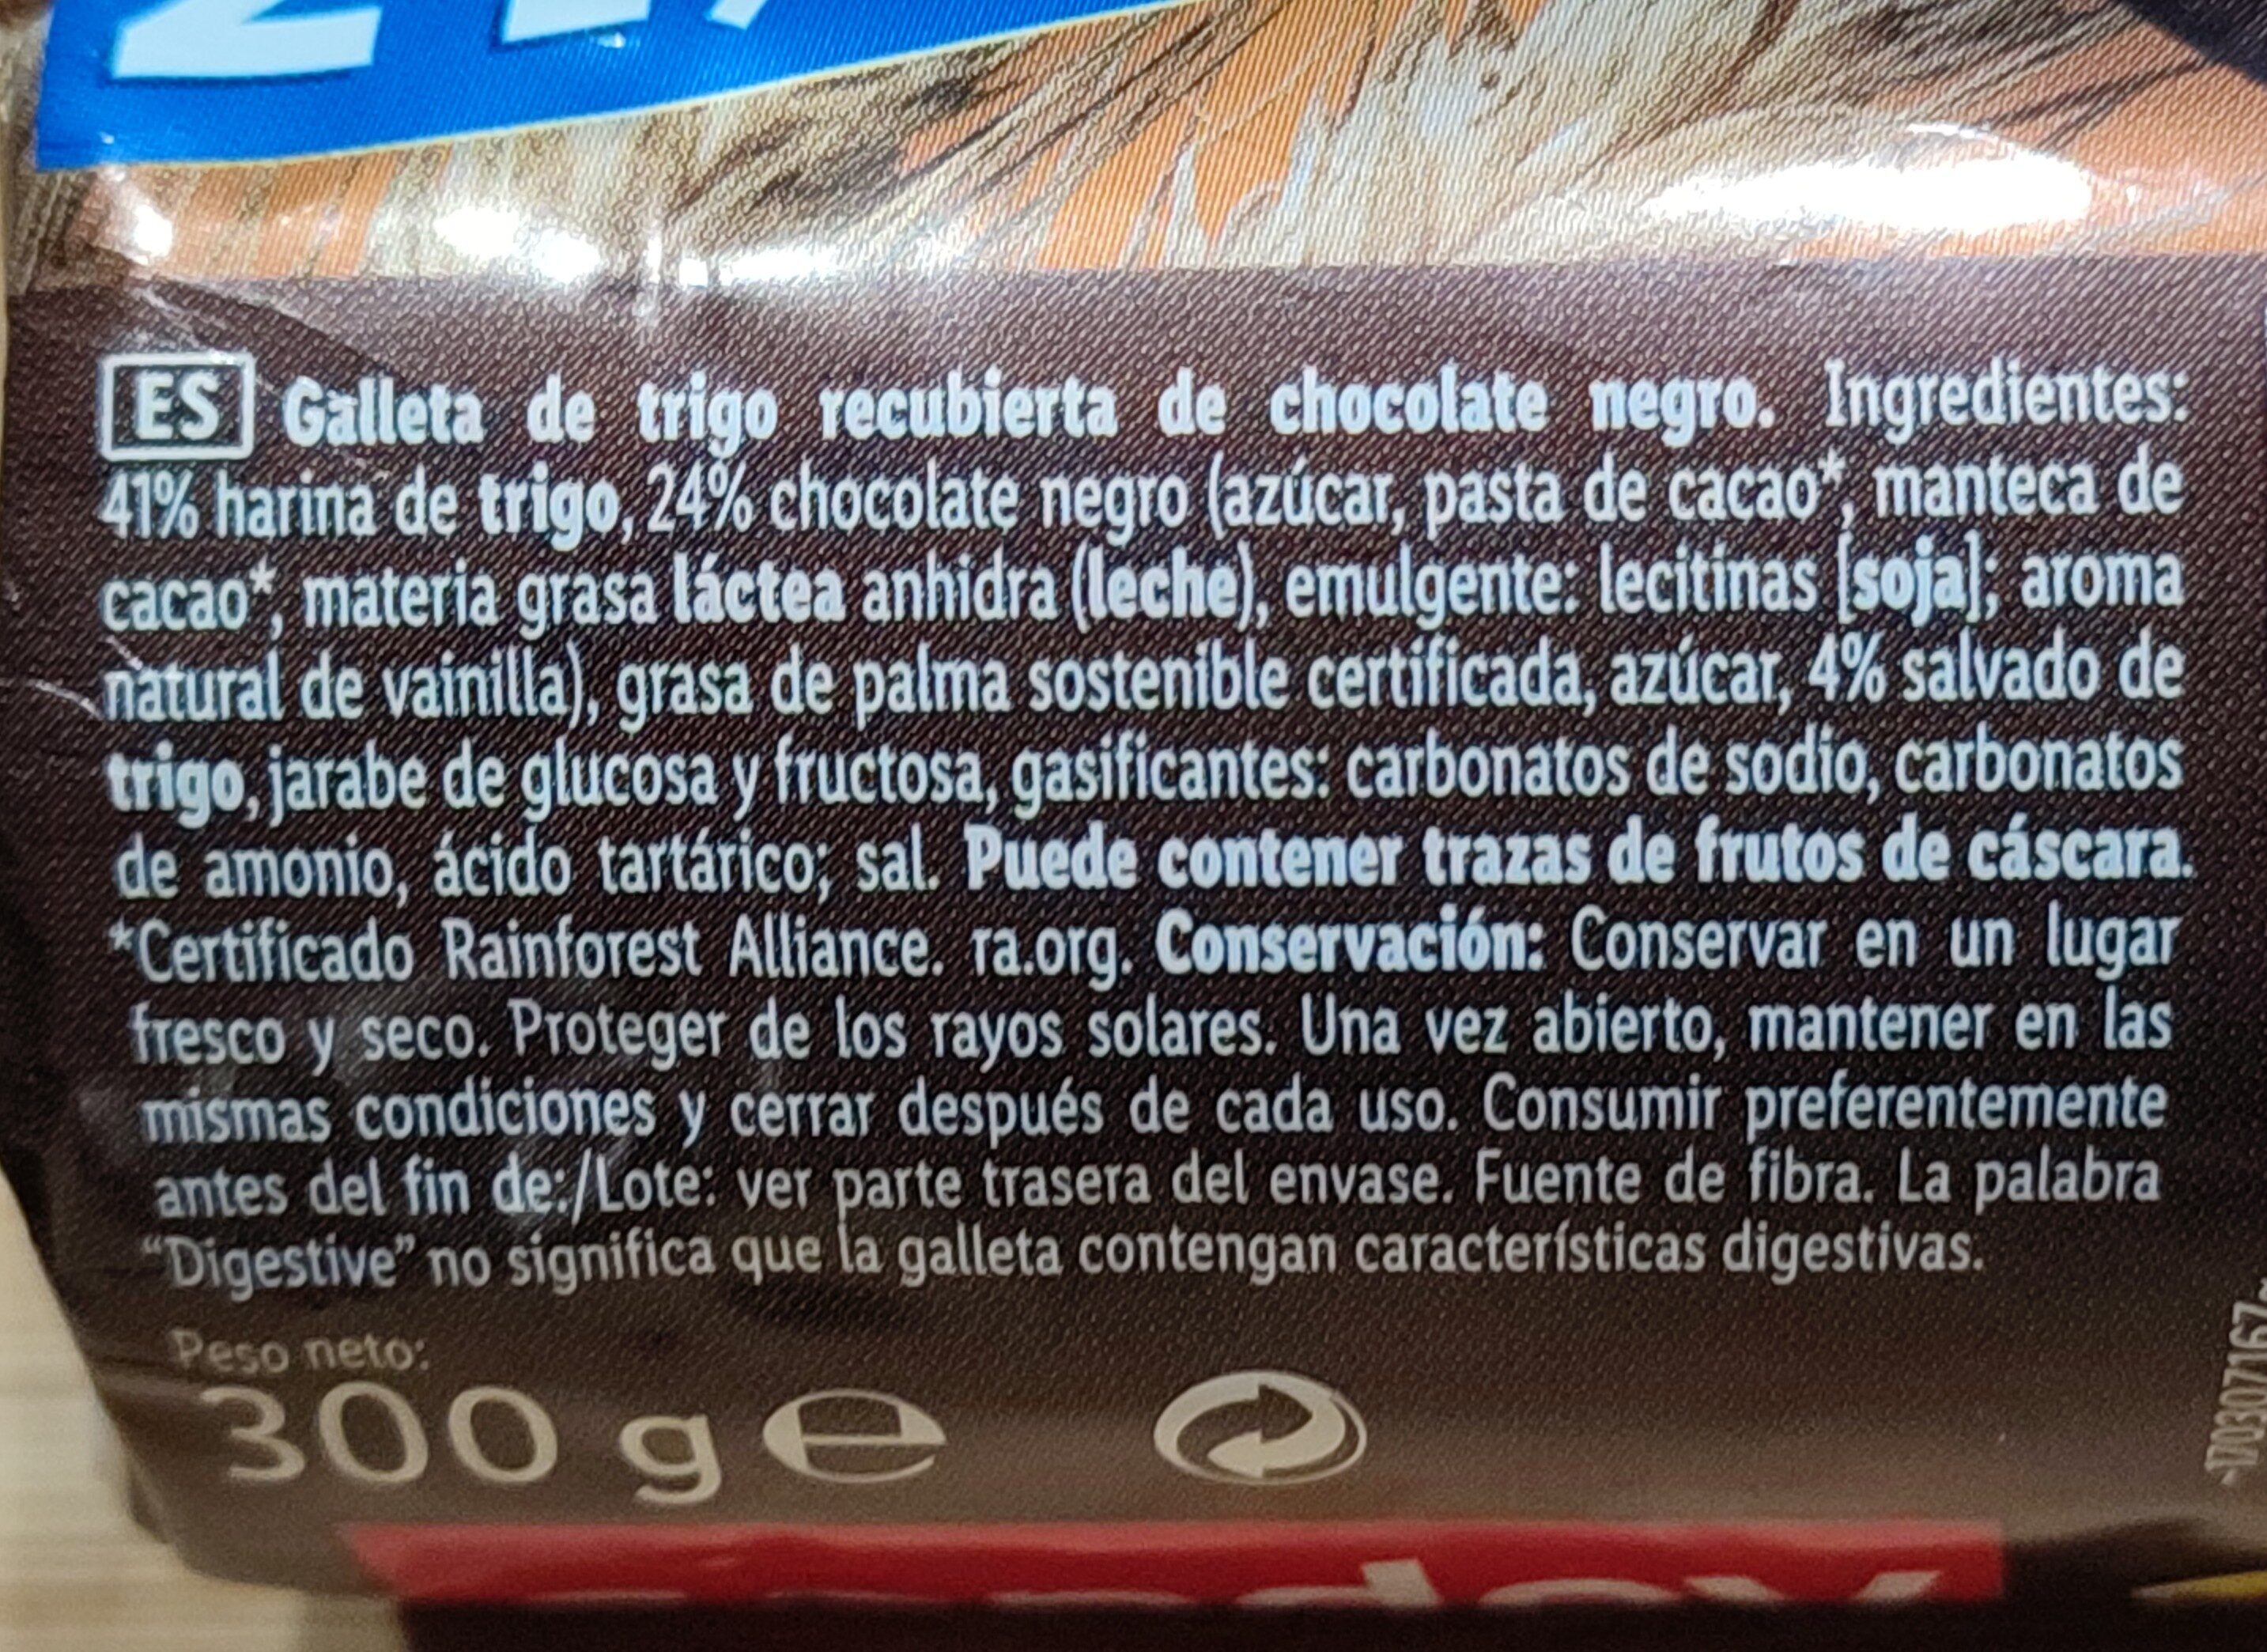 ES Galleta de trigo recubierta de chocolate negro. Ingredientes:
41% harina de trigo, 24% chocolate negro (azúcar, pasta de cacao*, manteca de
cacao*, materia grasa láctea anhidra (leche), emulgente: lecitinas [soja]; aroma
natural de vainilla), grasa de palma sostenible certificada, azúcar, 4% salvado de
trigo, jarabe de glucosa y fructosa, gasificantes: carbonatos de sodio, carbonatos
de amonio, ácido tartárico; sal. Puede contener trazas de frutos de cáscara.
*Certificado Rainforest Alliance. ra.org. Conservación: Conservar en un lugar
fresco y seco. Proteger de los rayos solares. Una vez abierto, mantener en las
mismas condiciones y cerrar después de cada uso. Consumir preferentemente
antes del fin de:/Lote: ver parte trasera del envase. Fuente de fibra. La palabra
“Digestive” no significa que la galleta contengan características digestivas.
Peso neto:
300 g e